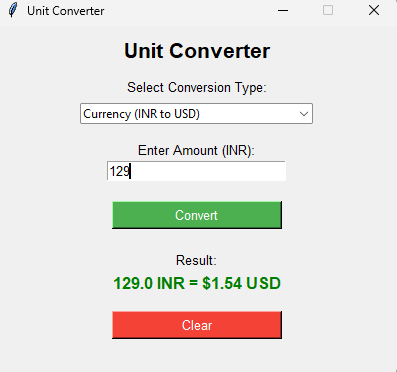 Unit Converter
Unit Converter
Select Conversion Type:
Currency (INR to USD)
Enter Amount (INR):
129
Convert
Result:
129.0 INR = $1.54 USD
Clear